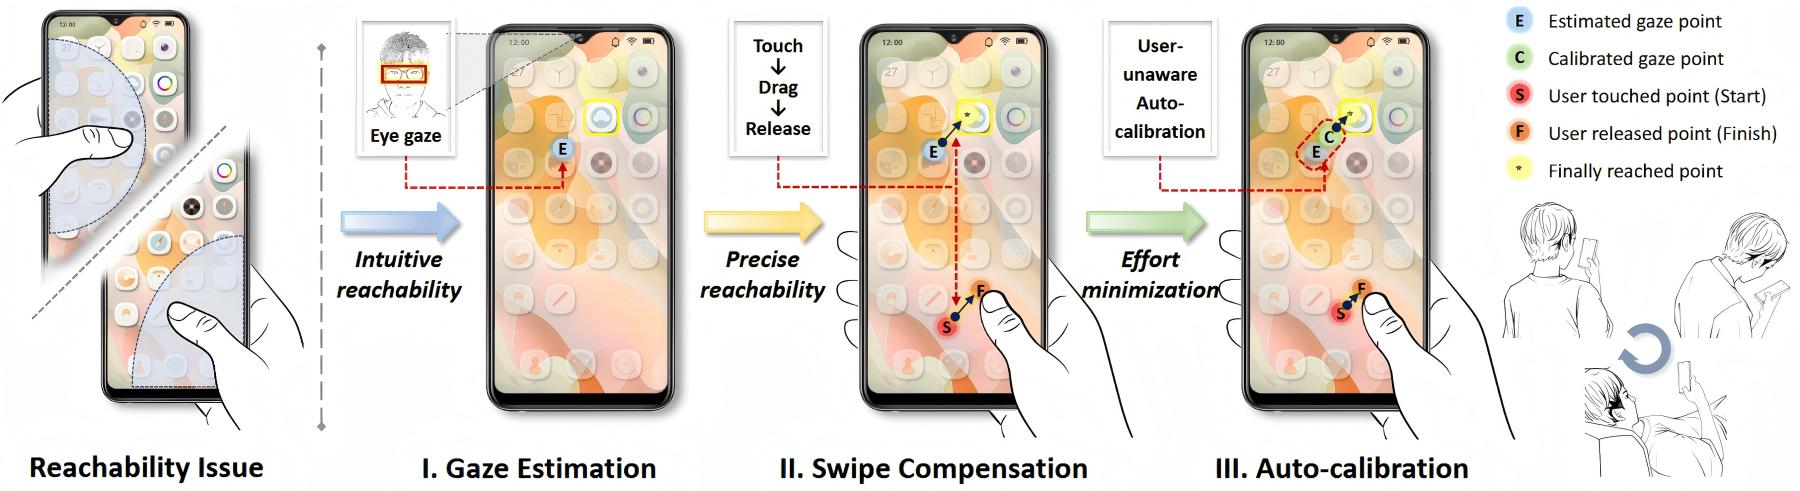 12:00
27
Reachability Issue
Eye gaze
12:00
27
E
Intuitive
reachability
I. Gaze Estimation
Touch
↓
Drag
↓
Release
12:00
E
S
F
Precise
reachability
II. Swipe Compensation
User-
unaware
Auto-
calibration
12:00
27
C
E
S
F
Effort
minimization
III. Auto-calibration
E Estimated gaze point
C Calibrated gaze point
S User touched point (Start)
F User released point (Finish)
* Finally reached point